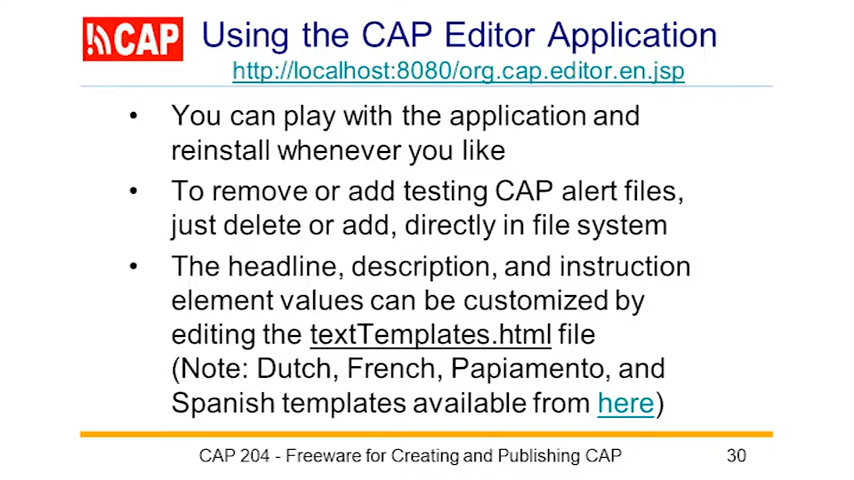 CAP
Using the CAP Editor Application
http://localhost:8080/org.cap.editor.en.jsp
• You can play with the application and
reinstall whenever you like
• To remove or add testing CAP alert files,
just delete or add, directly in file system
• The headline, description, and instruction
element values can be customized by
editing the textTemplates.html file
(Note: Dutch, French, Papiamento, and
Spanish templates available from here)
CAP 204 - Freeware for Creating and Publishing CAP 30